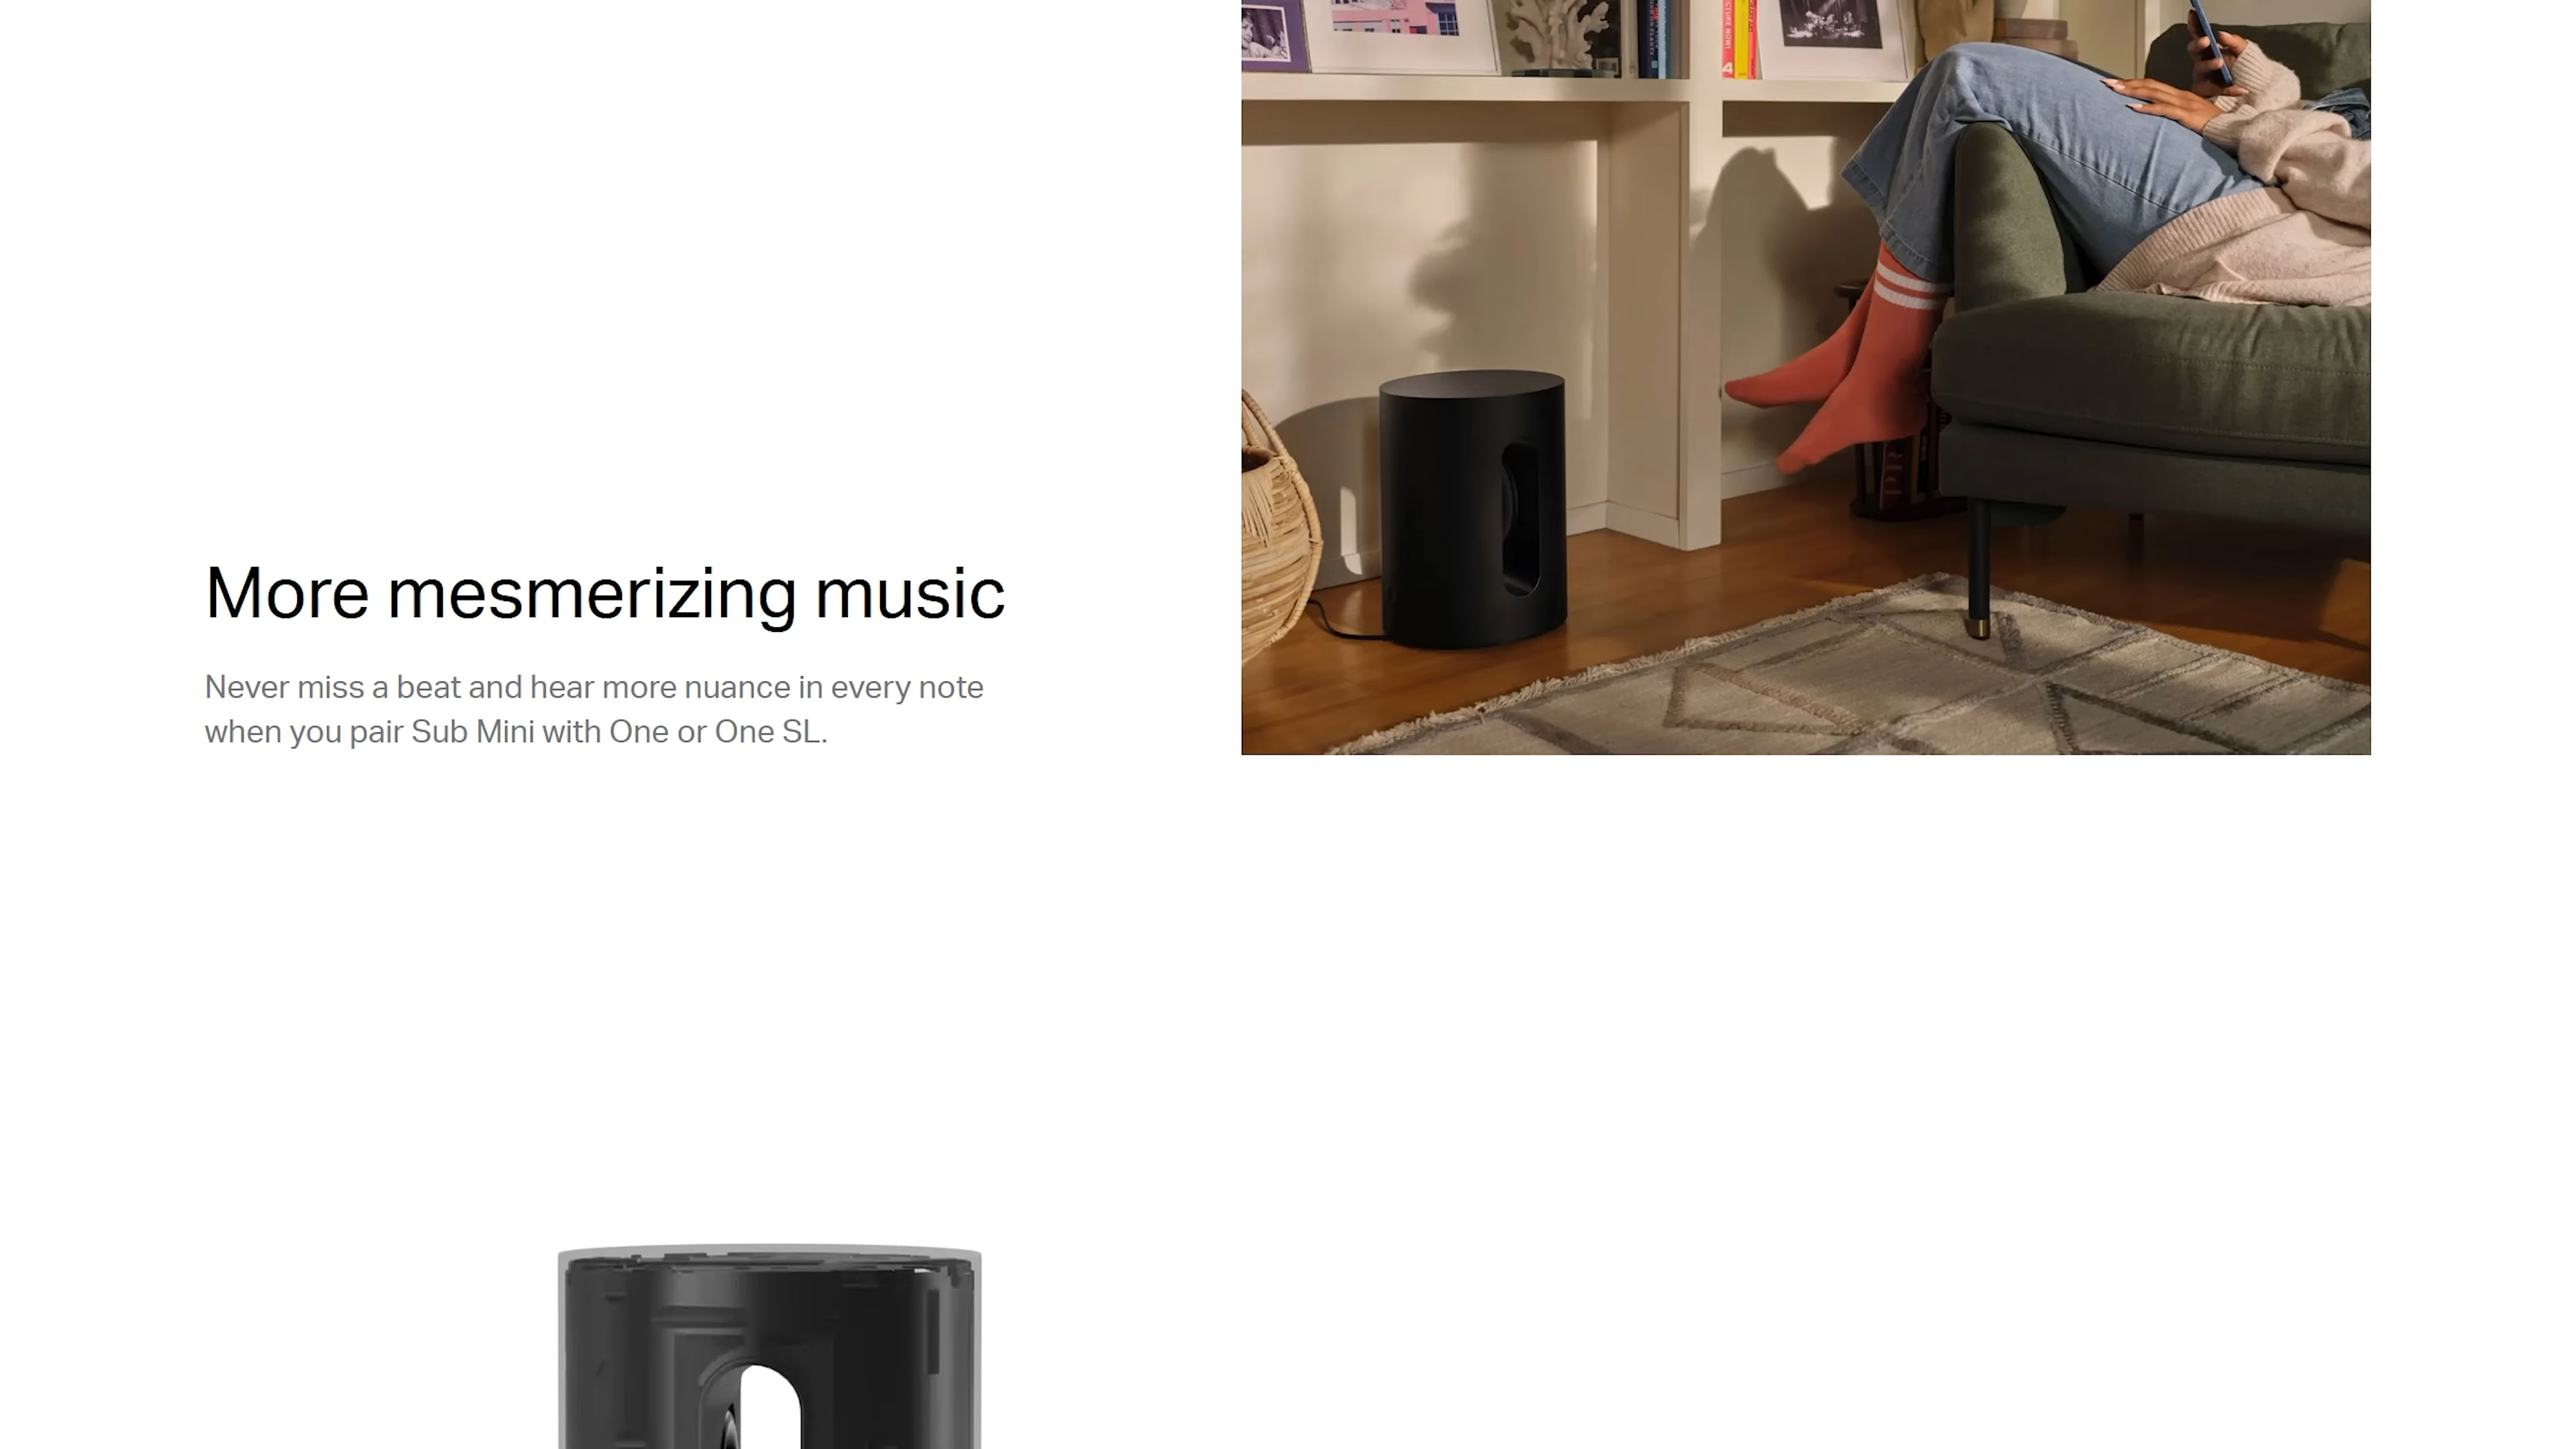 More mesmerizing music
Never miss a beat and hear more nuance in every note
when you pair Sub Mini with One or One SL.